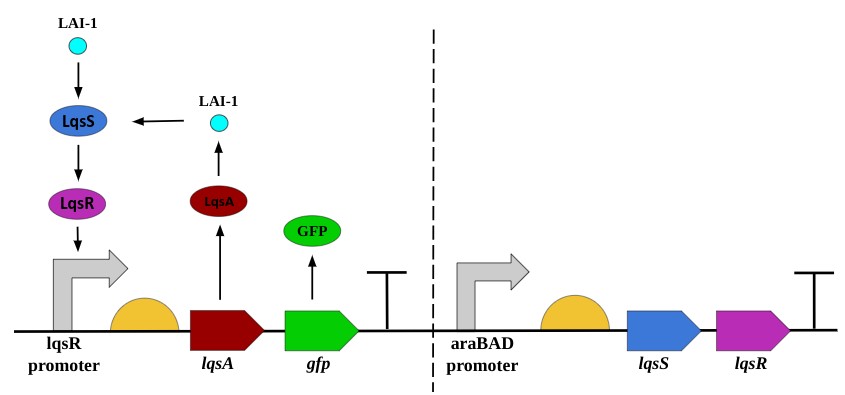 LAI-1
LqsS
LAI-1
LqsR
LqsA
GFP
lqsR
promoter
lqsA
gfp
araBAD
promoter
lqsS
lqsR